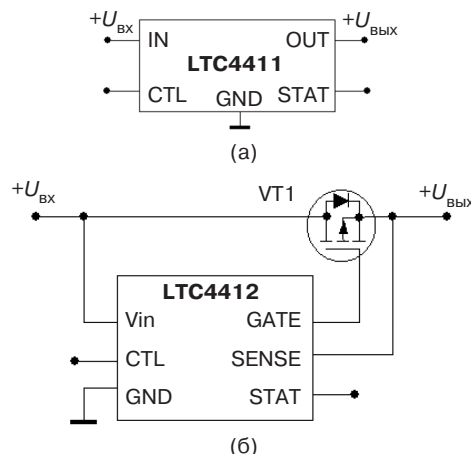 +Uвх
+Uвых
IN
OUT
LTC4411
CTL
GND
STAT
(а)
+Uвх
VT1
+Uвых
LTC4412
Vin
GATE
CTL
SENSE
GND
STAT
(б)